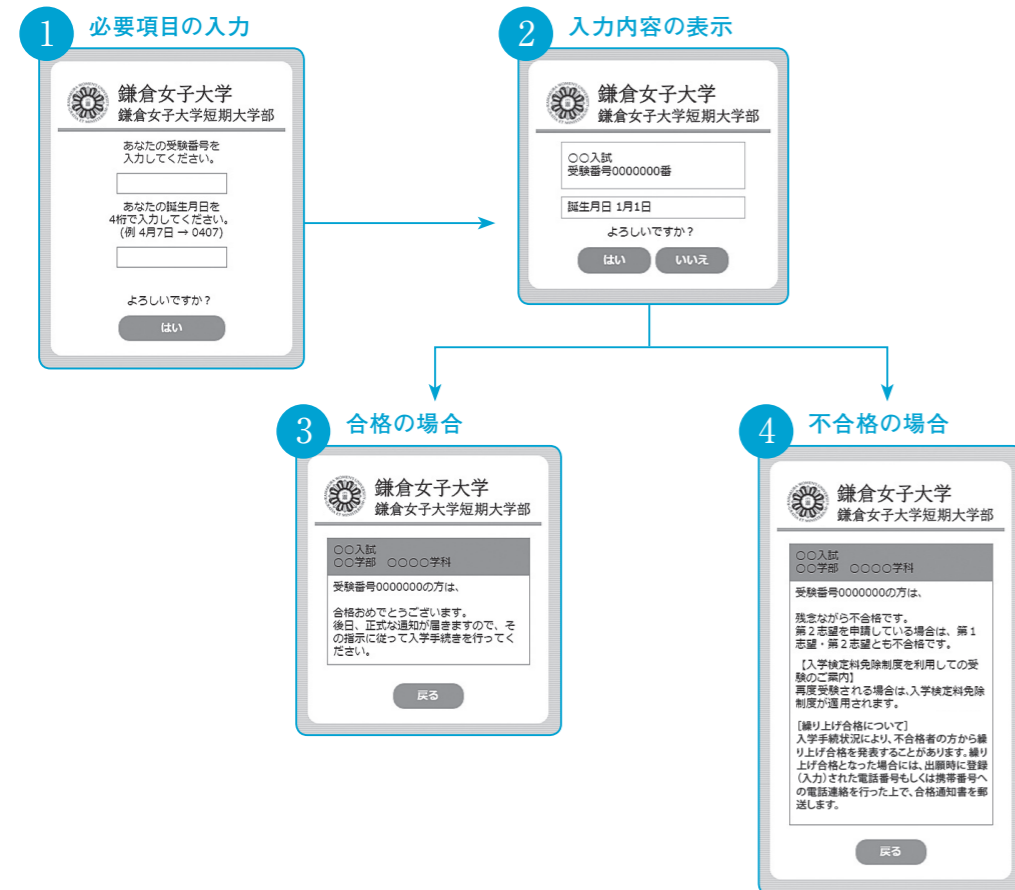 1 必要項目の入力
鎌倉女子大学
鎌倉女子大学短期大学部
あなたの受験番号を
入力してください。
あなたの誕生月日を
4桁で入力してください。
(例 4月7日 → 0407)
よろしいですか？
はい
2 入力内容の表示
鎌倉女子大学
鎌倉女子大学短期大学部
○○入試
受験番号0000000番
誕生月日 1月1日
よろしいですか？
はい いいえ
3 合格の場合
鎌倉女子大学
鎌倉女子大学短期大学部
○○入試
○○学部 ○○○○学科
受験番号0000000の方は、
合格おめでとうございます。
後日、正式な通知が届きますので、そ
の指示に従って入学手続きを行ってく
ださい。
戻る
4 不合格の場合
鎌倉女子大学
鎌倉女子大学短期大学部
○○入試
○○学部 ○○○○学科
受験番号0000000の方は、
残念ながら不合格です。
第２志望を申請している場合は、第１
志望・第２志望とも不合格です。
【入学検定料免除制度を利用しての受
験のご案内】
再度受験される場合は、入学検定料免除
制度が適用されます。
[繰り上げ合格について]
入学手続状況により、不合格者の方から繰
り上げ合格を発表することがあります。繰り
上げ合格となった場合には、出願時に登録
(入力)された電話番号もしくは携帯番号へ
の電話連絡を行った上で、合格通知書を郵
送します。
戻る